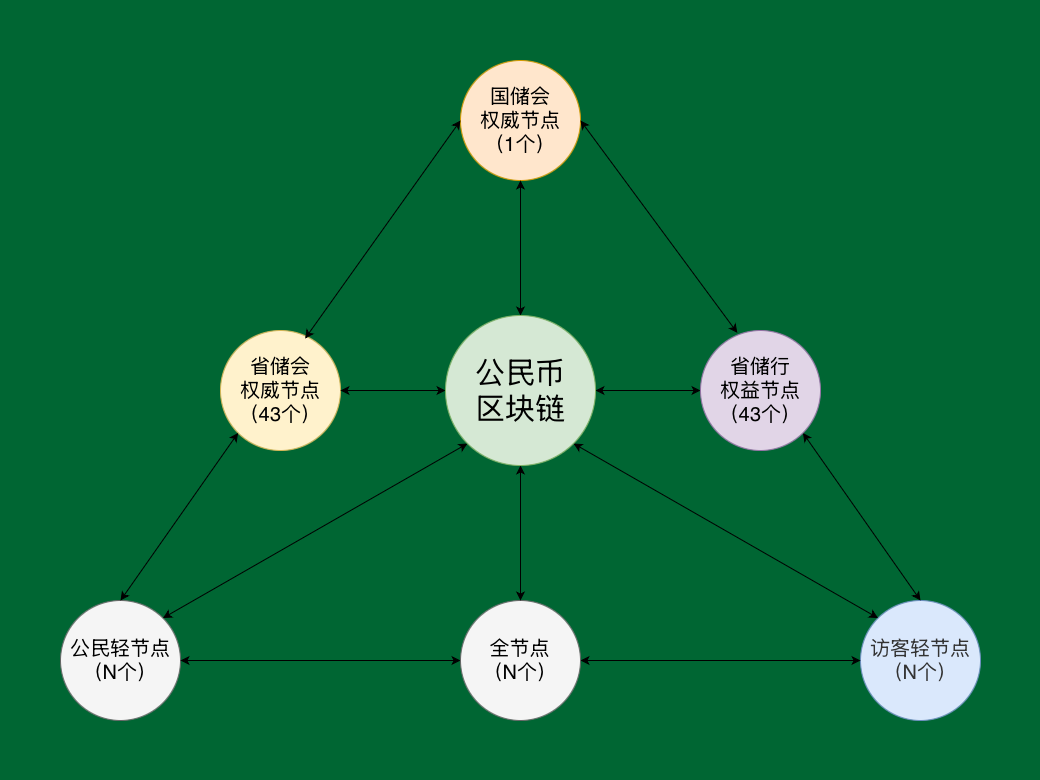 国储会
权威节点
（1个）
省储会
权威节点
（43个）
公民币
区块链
省储行
权益节点
（43个）
公民轻节点
（N个）
全节点
（N个）
访客轻节点
（N个）